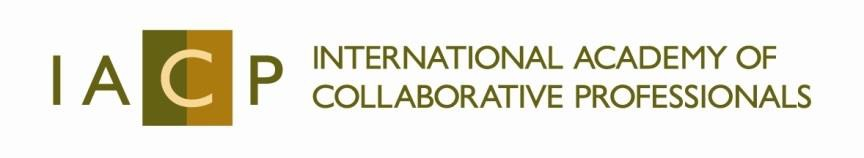 IACP
INTERNATIONAL ACADEMY OF
COLLABORATIVE PROFESSIONALS